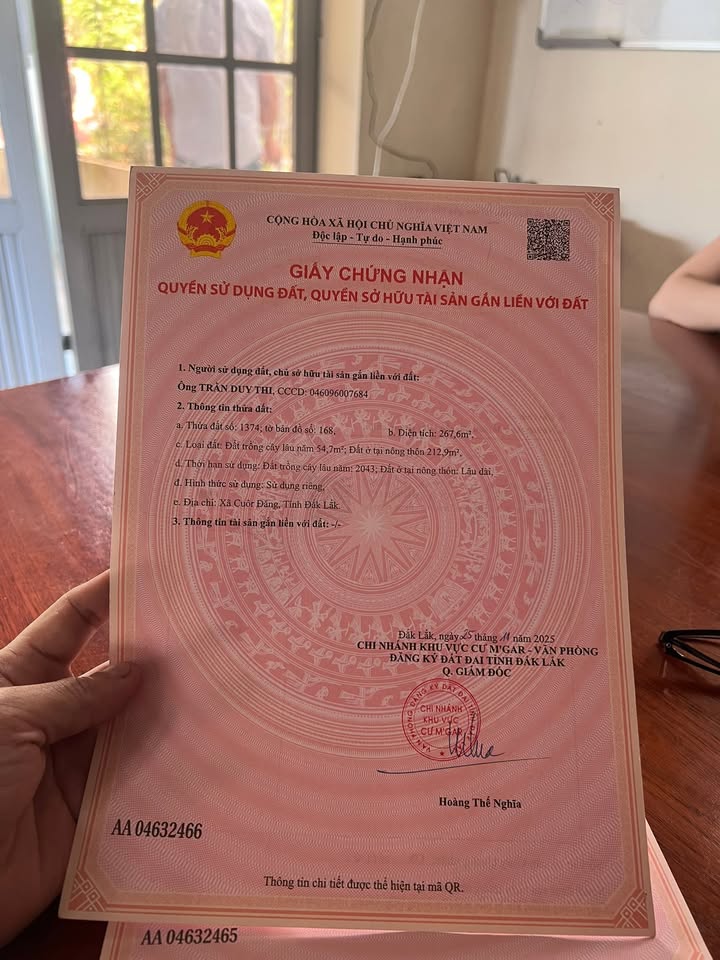 CỘNG HÒA XÃ HỘI CHỦ NGHĨA VIỆT NAM
Độc lập - Tự do - Hạnh phúc
GIẤY CHỨNG NHẬN
QUYỀN SỬ DỤNG ĐẤT, QUYỀN SỞ HỮU TÀI SẢN GẮN LIỀN VỚI ĐẤT
1. Người sử dụng đất, chủ sở hữu tài sản gắn liền với đất:
Ông TRẦN DUY THI, CCCD: 046096007684
2. Thông tin thửa đất:
a. Thửa đất số: 1374; tờ bản đồ số: 168, b. Diện tích: 267,6m²,
c. Loại đất: Đất trồng cây lâu năm 54,7m²; Đất ở tại nông thôn 212,9m²,
d. Thời hạn sử dụng: Đất trồng cây lâu năm: 2043; Đất ở tại nông thôn: Lâu dài,
đ. Hình thức sử dụng: Sử dụng riêng,
e. Địa chỉ: Xã Cuôr Đăng, Tỉnh Đắk Lắk.
3. Thông tin tài sản gắn liền với đất: -/-
Đắk Lắk, ngày 25 tháng 11 năm 2025
CHI NHÁNH KHU VỰC CƯ M'GAR - VĂN PHÒNG
ĐĂNG KÝ ĐẤT ĐAI TỈNH ĐẮK LẮK
Q. GIÁM ĐỐC
VĂN PHÒNG ĐĂNG KÝ ĐẤT ĐAI TỈNH
CHI NHÁNH
KHU VỰC
CƯ M'GAR
Hoàng Thế Nghĩa
AA 04632466
Thông tin chi tiết được thể hiện tại mã QR.
AA 04632465